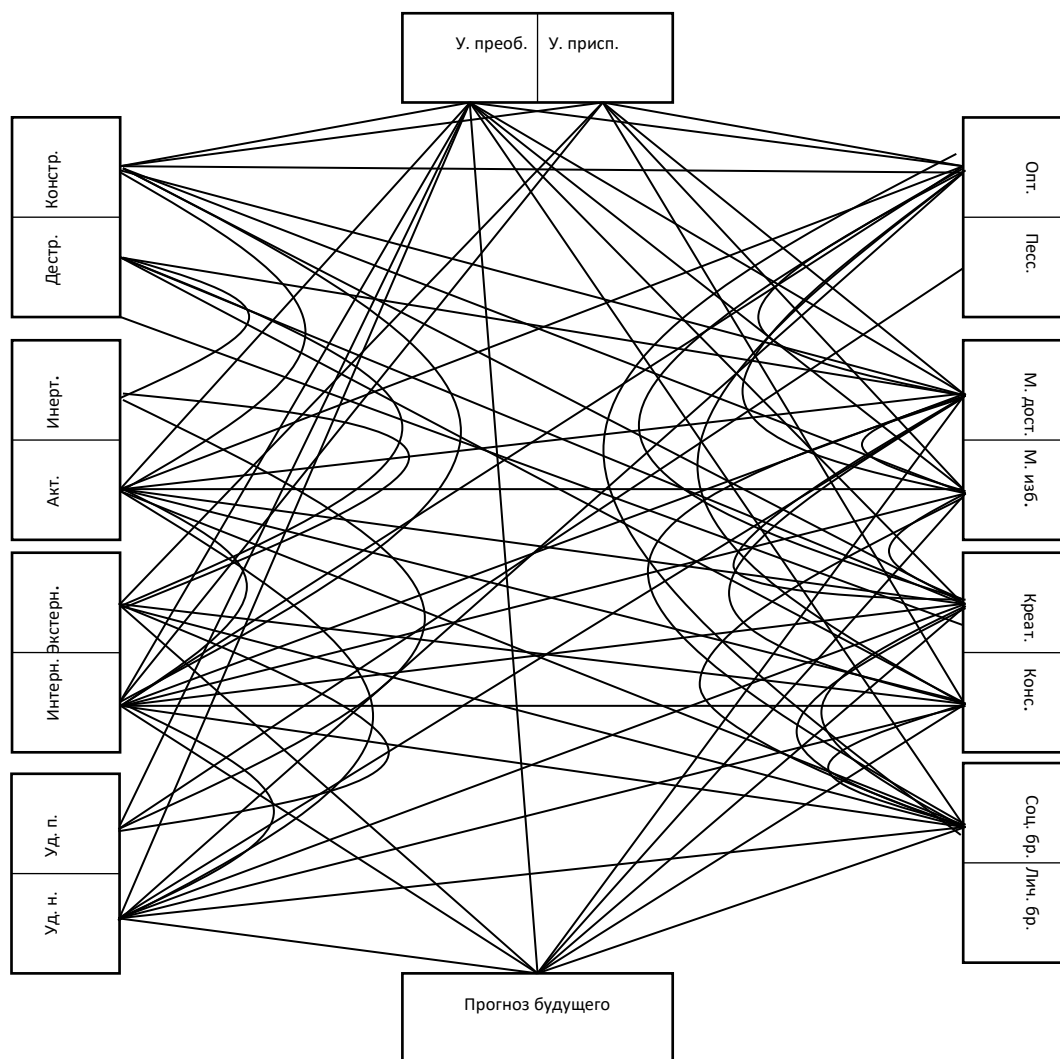 У. преоб.
У. присп.
Констр.
Дестр.
Инерт.
Акт.
Экстерн.
Интерн.
Уд. п.
Уд. н.
Опт.
Песс.
М. дост.
М. изб.
Креат.
Конс.
Соц. бр.
Лич. бр.
Прогноз будущего